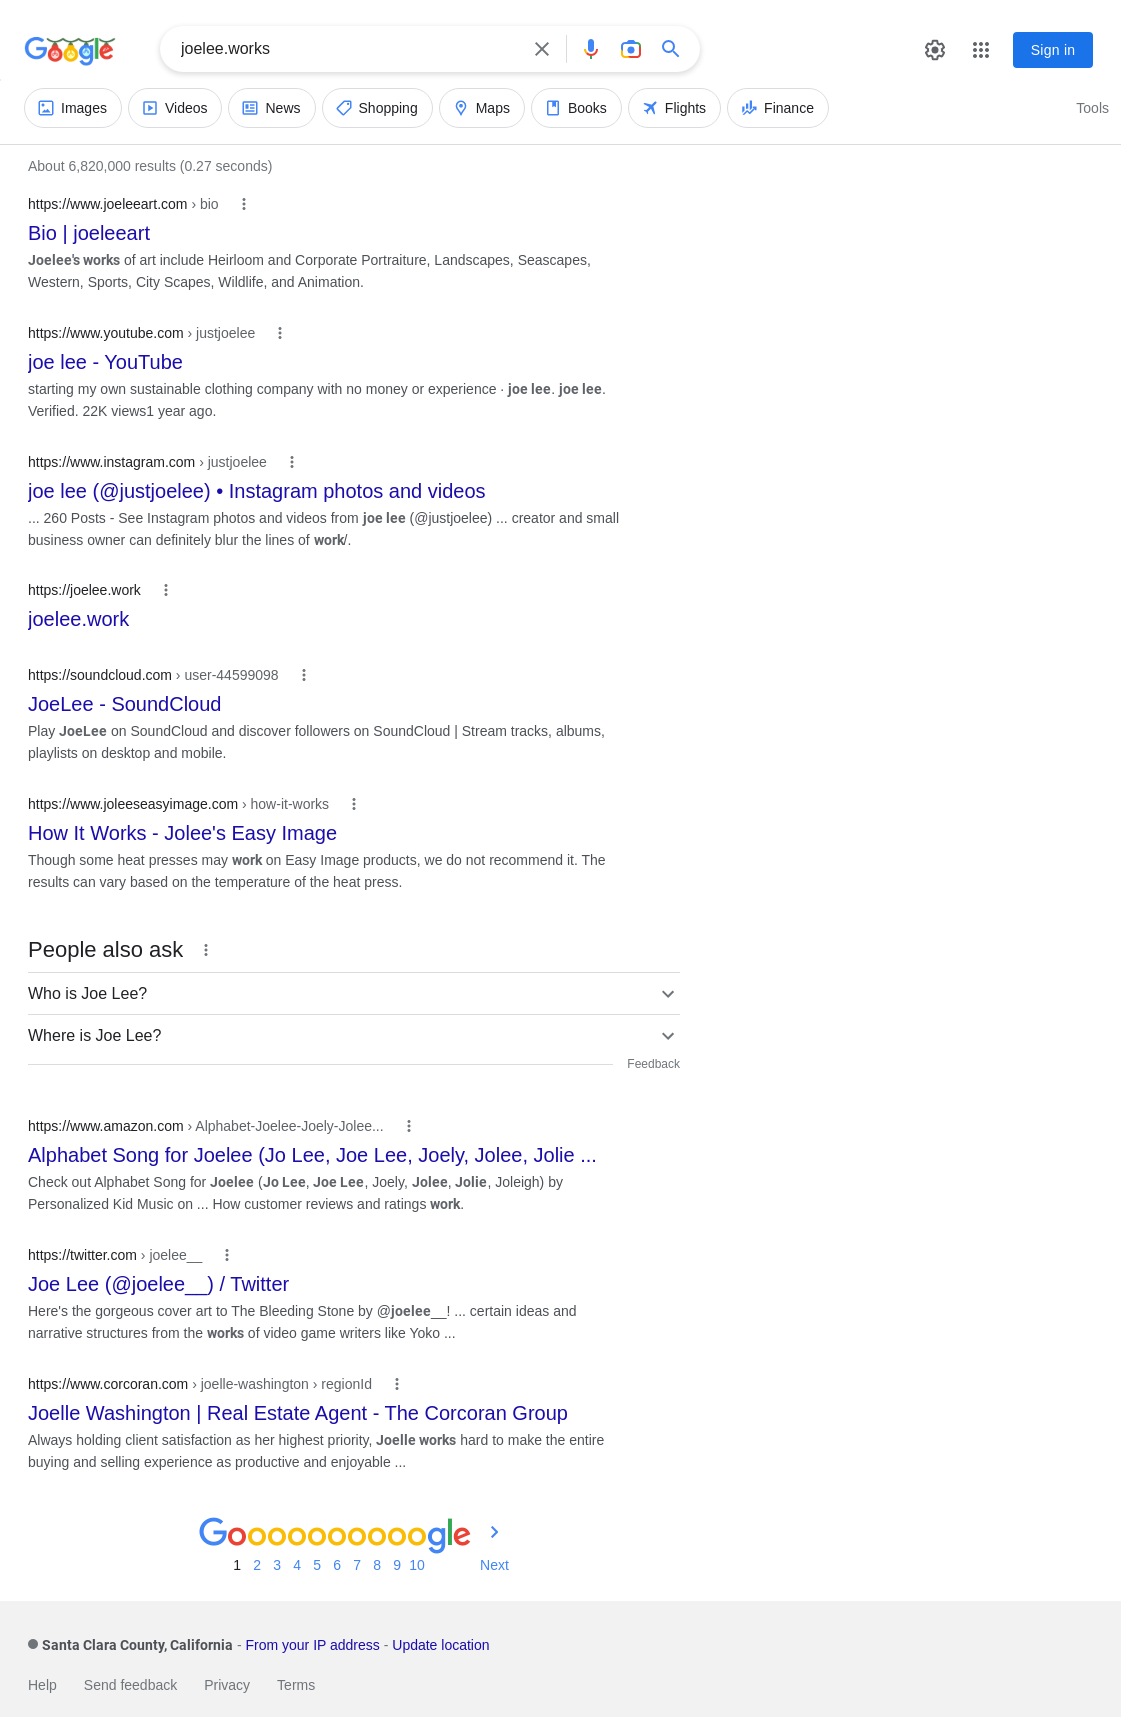 Google
joelee.works
Sign in
Images
Videos
News
Shopping
Maps
Books
Flights
Finance
Tools
About 6,820,000 results (0.27 seconds)
https://www.joeleeart.com › bio
Bio | joeleeart
Joelee's works of art include Heirloom and Corporate Portraiture, Landscapes, Seascapes,
Western, Sports, City Scapes, Wildlife, and Animation.
https://www.youtube.com › justjoelee
joe lee - YouTube
starting my own sustainable clothing company with no money or experience · joe lee. joe lee.
Verified. 22K views1 year ago.
https://www.instagram.com › justjoelee
joe lee (@justjoelee) • Instagram photos and videos
... 260 Posts - See Instagram photos and videos from joe lee (@justjoelee) ... creator and small
business owner can definitely blur the lines of work/.
https://joelee.work
joelee.work
https://soundcloud.com › user-44599098
JoeLee - SoundCloud
Play JoeLee on SoundCloud and discover followers on SoundCloud | Stream tracks, albums,
playlists on desktop and mobile.
https://www.joleeseasyimage.com › how-it-works
How It Works - Jolee's Easy Image
Though some heat presses may work on Easy Image products, we do not recommend it. The
results can vary based on the temperature of the heat press.
People also ask
Who is Joe Lee?
Where is Joe Lee?
Feedback
https://www.amazon.com › Alphabet-Joelee-Joely-Jolee...
Alphabet Song for Joelee (Jo Lee, Joe Lee, Joely, Jolee, Jolie ...
Check out Alphabet Song for Joelee (Jo Lee, Joe Lee, Joely, Jolee, Jolie, Joleigh) by
Personalized Kid Music on ... How customer reviews and ratings work.
https://twitter.com › joelee__
Joe Lee (@joelee__) / Twitter
Here's the gorgeous cover art to The Bleeding Stone by @joelee__! ... certain ideas and
narrative structures from the works of video game writers like Yoko ...
https://www.corcoran.com › joelle-washington › regionId
Joelle Washington | Real Estate Agent - The Corcoran Group
Always holding client satisfaction as her highest priority, Joelle works hard to make the entire
buying and selling experience as productive and enjoyable ...
Goooooooooogle
1 2 3 4 5 6 7 8 9 10 Next
Santa Clara County, California - From your IP address - Update location
Help Send feedback Privacy Terms